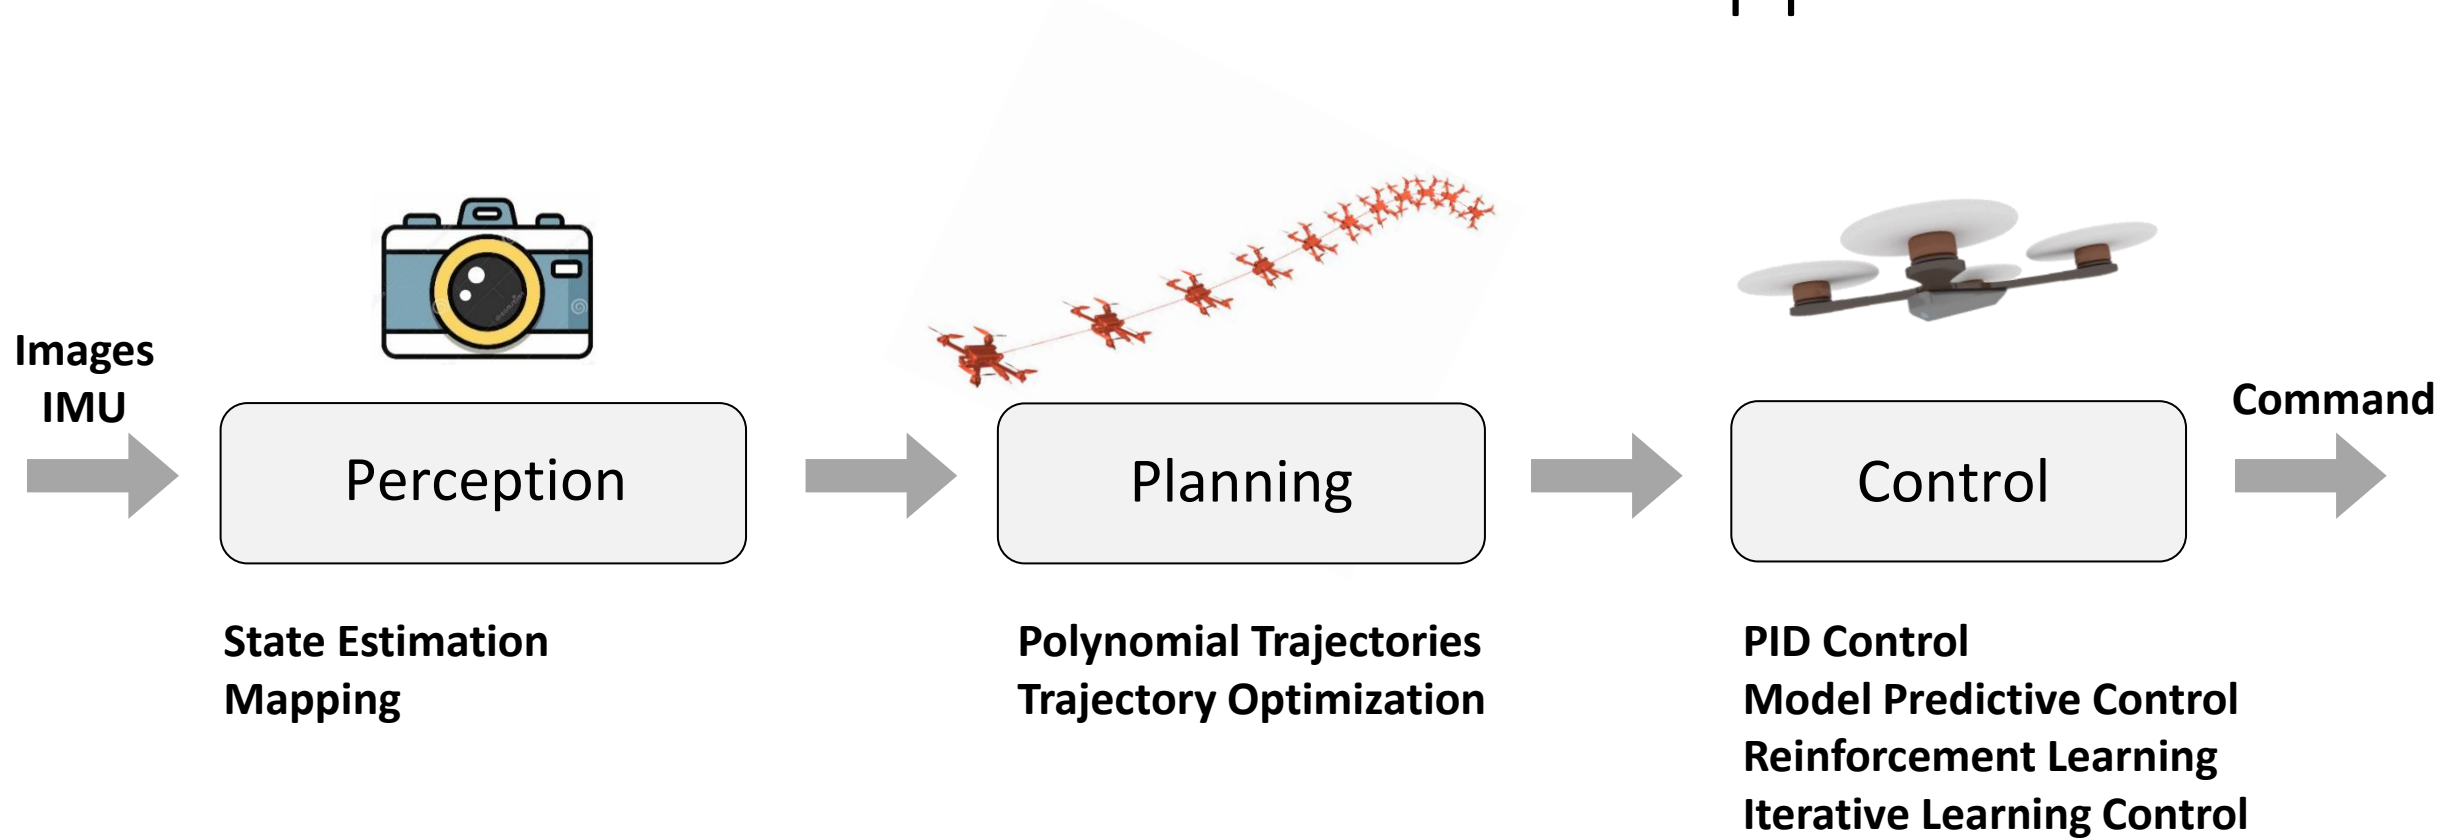 Images
IMU
Perception
Planning
Control
Command
State Estimation
Mapping
Polynomial Trajectories
Trajectory Optimization
PID Control
Model Predictive Control
Reinforcement Learning
Iterative Learning Control